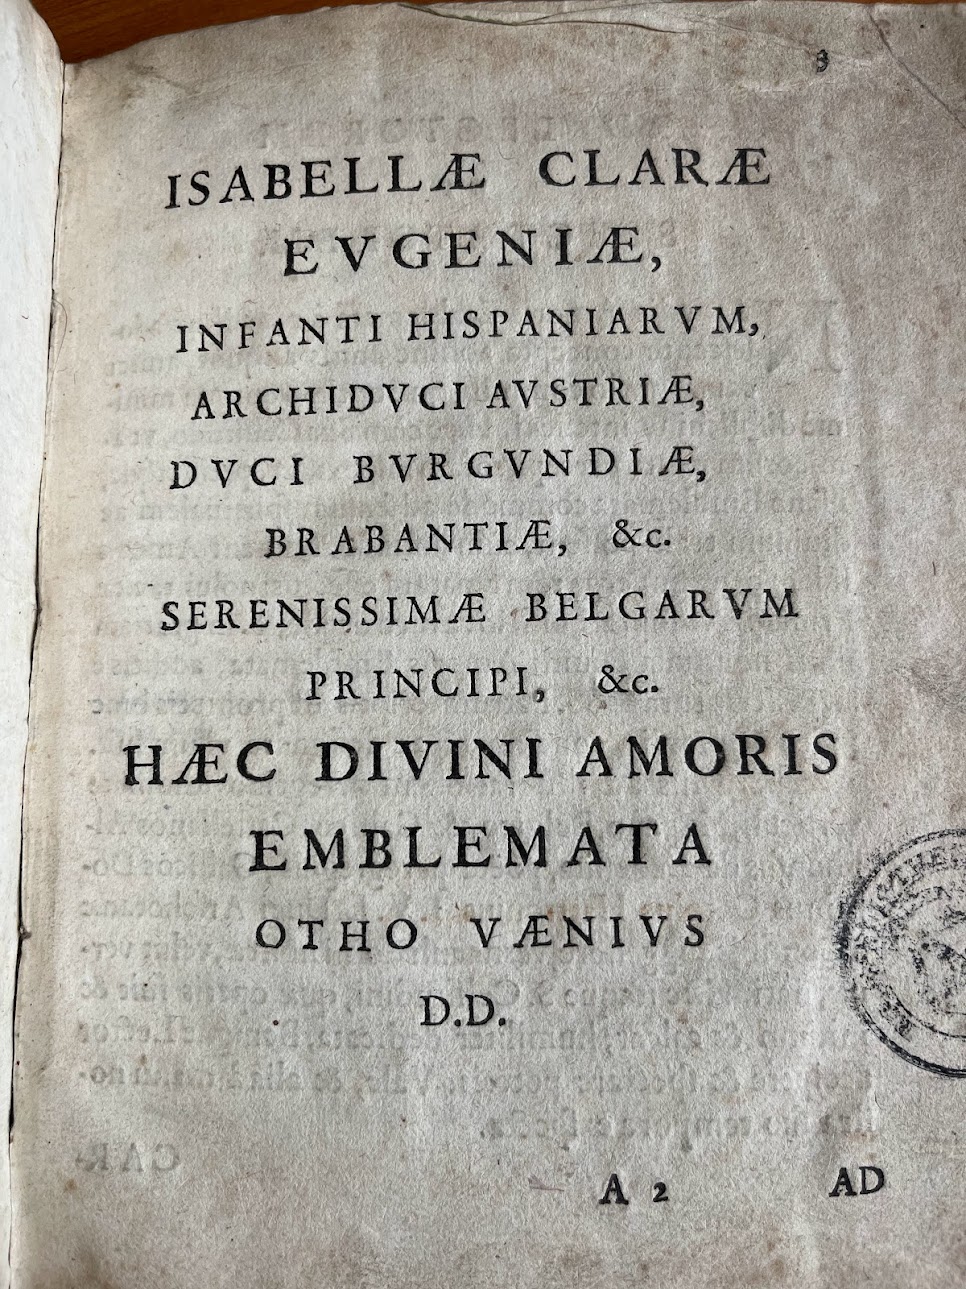 3
ISABELLÆ CLARÆ
EVGENIÆ,
INFANTI HISPANIARVM,
ARCHIDVCI AVSTRIÆ,
DVCI BVRGVNDIÆ,
BRABANTIÆ, &c.
SERENISSIMÆ BELGARVM
PRINCIPI, &c.
HÆC DIVINI AMORIS
EMBLEMATA
OTHO VÆNIVS
D.D.
A 2 AD